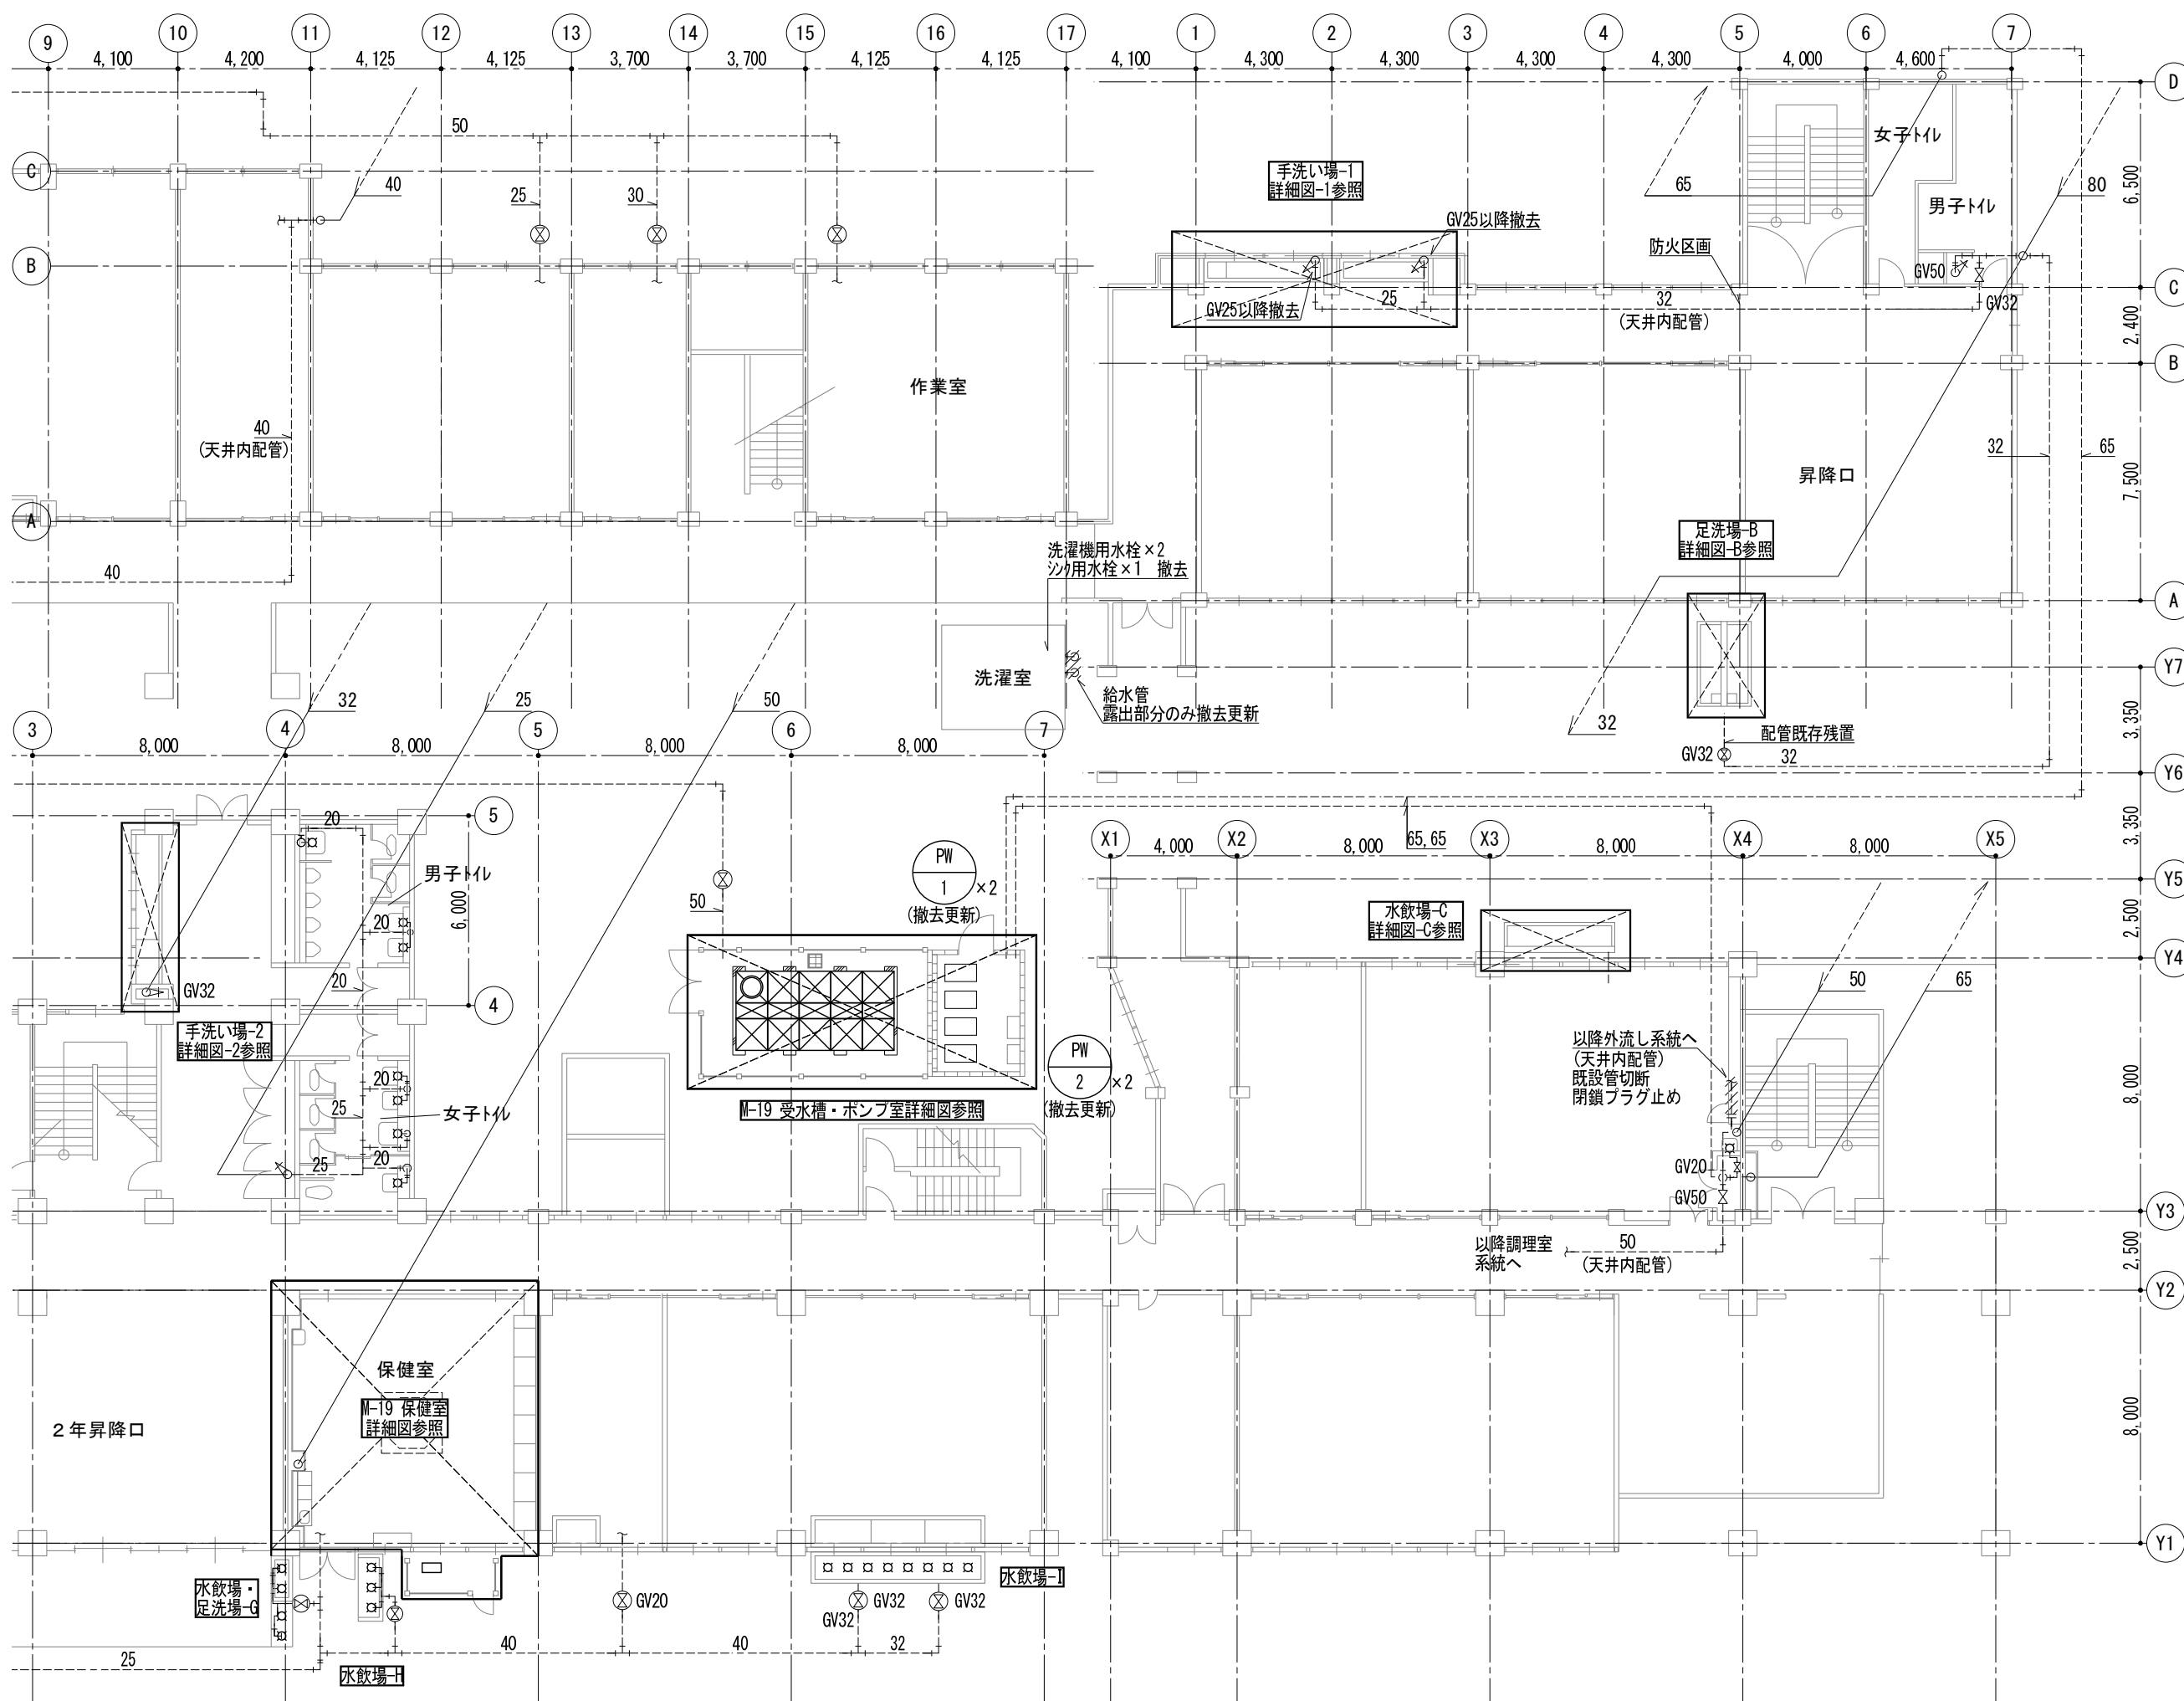 9
10
11
12
13
14
15
16
17
1
2
3
4
5
6
7
4,100
4,200
4,125
4,125
3,700
3,700
4,125
4,125
4,100
4,300
4,300
4,300
4,300
4,000
4,600
D
C
B
A
6,500
2,400
7,500
C
B
A
50
40
25
30
40
(天井内配管)
40
作業室
手洗い場-1
詳細図-1参照
GV25以降撤去
GV25以降撤去
25
32
(天井内配管)
防火区画
65
女子トイレ
男子トイレ
80
GV50
GV32
32
65
昇降口
足洗場-B
詳細図-B参照
洗濯機用水栓×2
シンク用水栓×1 撤去
洗濯室
給水管
露出部分のみ撤去更新
32
配管既存残置
GV32
32
Y7
3,350
Y6
3,350
Y5
2,500
Y4
8,000
Y3
2,500
Y2
8,000
Y1
32
25
50
3
4
5
6
7
8,000
8,000
8,000
8,000
5
6,000
4
20
男子トイレ
20
20
GV32
手洗い場-2
詳細図-2参照
20
25
女子トイレ
25
20
50
PW
1
×2
(撤去更新)
PW
2
×2
(撤去更新)
M-19 受水槽・ポンプ室詳細図参照
65,65
X1
X2
X3
X4
X5
4,000
8,000
8,000
8,000
水飲場-C
詳細図-C参照
50
65
以降外流し系統へ
(天井内配管)
既設管切断
閉鎖プラグ止め
GV20
GV50
以降調理室
系統へ
50
(天井内配管)
2年昇降口
保健室
M-19 保健室
詳細図参照
水飲場・
足洗場-G
水飲場-H
水飲場-I
GV20
GV32
GV32
GV32
40
40
32
25